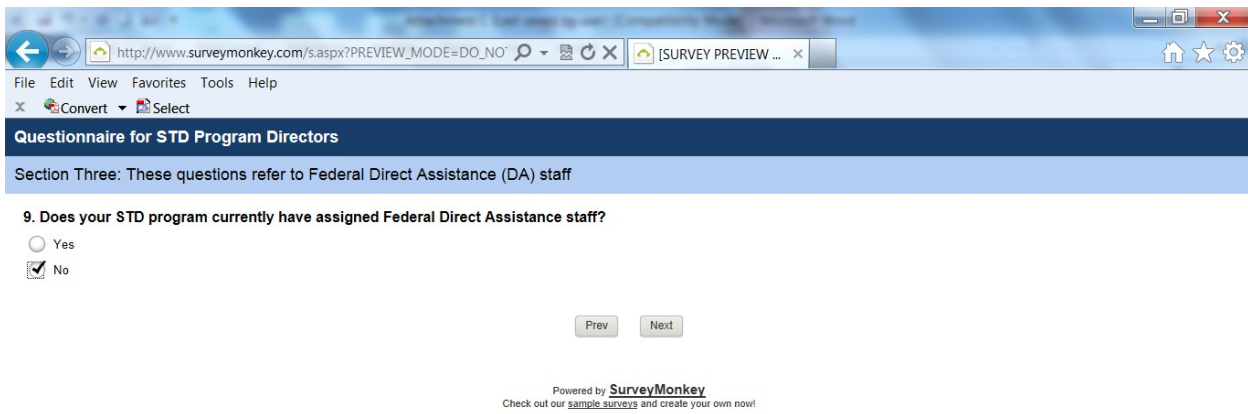 http://www.surveymonkey.com/s.aspx?PREVIEW_MODE=DO_NO
[SURVEY PREVIEW ...
File Edit View Favorites Tools Help
x Convert Select
Questionnaire for STD Program Directors
Section Three: These questions refer to Federal Direct Assistance (DA) staff
9. Does your STD program currently have assigned Federal Direct Assistance staff?
Yes
No
Prev Next
Powered by SurveyMonkey
Check out our sample surveys and create your own now!